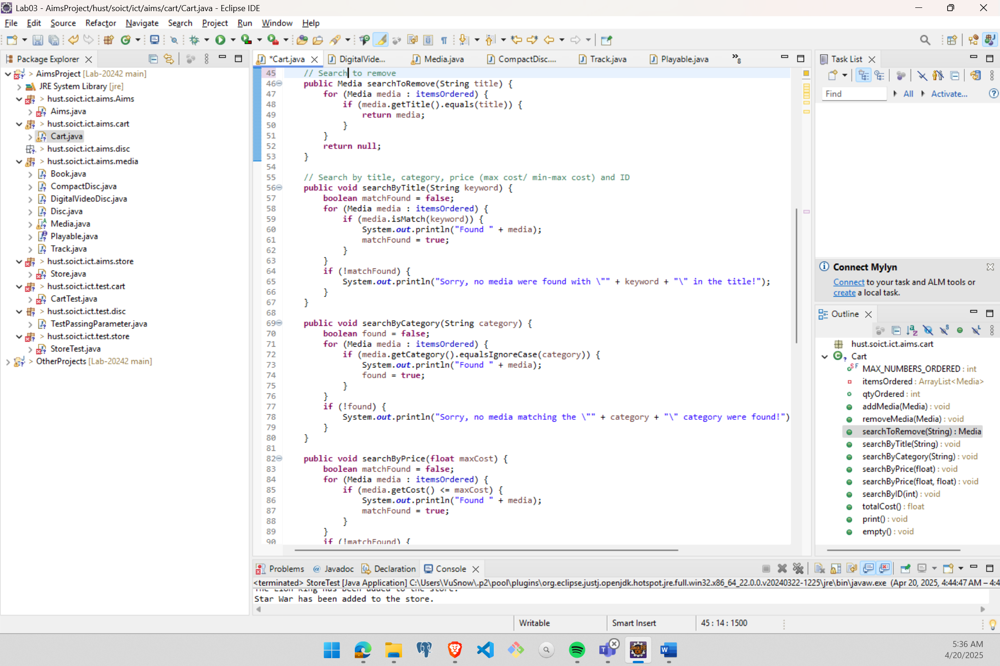 Lab03 - AimsProject/hust/soict/ict/aims/cart/Cart.java - Eclipse IDE
File Edit Source Refactor Navigate Search Project Run Window Help
Package Explorer
> AimsProject [Lab-20242 main]
JRE System Library [jre]
> hust.soict.ict.aims.Aims
Aims.java
> hust.soict.ict.aims.cart
Cart.java
> hust.soict.ict.aims.disc
> hust.soict.ict.aims.media
Book.java
CompactDisc.java
DigitalVideoDisc.java
Disc.java
Media.java
Playable.java
Track.java
> hust.soict.ict.aims.store
Store.java
> hust.soict.ict.test.cart
CartTest.java
> hust.soict.ict.test.disc
TestPassingParameter.java
> hust.soict.ict.test.store
StoreTest.java
> OtherProjects [Lab-20242 main]
*Cart.java DigitalVide... Media.java CompactDisc.... Track.java Playable.java »8
45 // Search to remove
46 public Media searchToRemove(String title) {
47 for (Media media : itemsOrdered) {
48 if (media.getTitle().equals(title)) {
49 return media;
50 }
51 }
52 return null;
53 }
54
55 // Search by title, category, price (max cost/ min-max cost) and ID
56 public void searchByTitle(String keyword) {
57 boolean matchFound = false;
58 for (Media media : itemsOrdered) {
59 if (media.isMatch(keyword)) {
60 System.out.println("Found " + media);
61 matchFound = true;
62 }
63 }
64 if (!matchFound) {
65 System.out.println("Sorry, no media were found with \"" + keyword + "\" in the title!");
66 }
67 }
68
69 public void searchByCategory(String category) {
70 boolean found = false;
71 for (Media media : itemsOrdered) {
72 if (media.getCategory().equalsIgnoreCase(category)) {
73 System.out.println("Found " + media);
74 found = true;
75 }
76 }
77 if (!found) {
78 System.out.println("Sorry, no media matching the \"" + category + "\" category were found!")
79 }
80 }
81
82 public void searchByPrice(float maxCost) {
83 boolean matchFound = false;
84 for (Media media : itemsOrdered) {
85 if (media.getCost() <= maxCost) {
86 System.out.println("Found " + media);
87 matchFound = true;
88 }
89 }
90 if (!matchFound) {
Task List
Find All Activate...
Connect Mylyn
Connect to your task and ALM tools or
create a local task.
Outline
hust.soict.ict.aims.cart
Cart
MAX_NUMBERS_ORDERED : int
itemsOrdered : ArrayList<Media>
qtyOrdered : int
addMedia(Media) : void
removeMedia(Media) : void
searchToRemove(String) : Media
searchByTitle(String) : void
searchByCategory(String) : void
searchByPrice(float) : void
searchByPrice(float, float) : void
searchByID(int) : void
totalCost() : float
print() : void
empty() : void
Problems Javadoc Declaration Console
<terminated> StoreTest [Java Application] C:\Users\VuSnow\.p2\pool\plugins\org.eclipse.justj.openjdk.hotspot.jre.full.win32.x86_64_22.0.0.v20240322-1225\jre\bin\javaw.exe (Apr 20, 2025, 4:44:47 AM – 4:4
The Lion King has been added to the store.
Star War has been added to the store.
Writable Smart Insert 45 : 14 : 1500
5:36 AM
4/20/2025